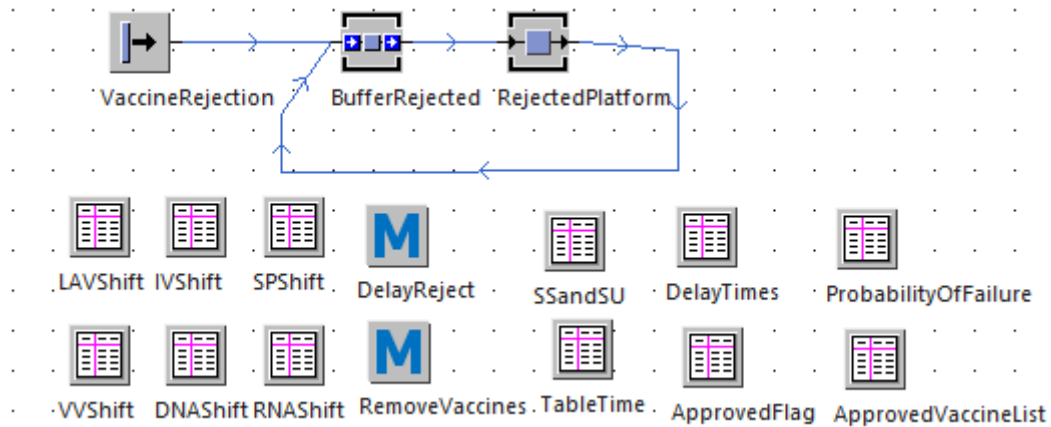 VaccineRejection BufferRejected RejectedPlatform
LAVShift IVShift SPShift DelayReject SSandSU DelayTimes ProbabilityOfFailure
M
M
VVShift DNAShift RNAShift RemoveVaccines TableTime ApprovedFlag ApprovedVaccineList